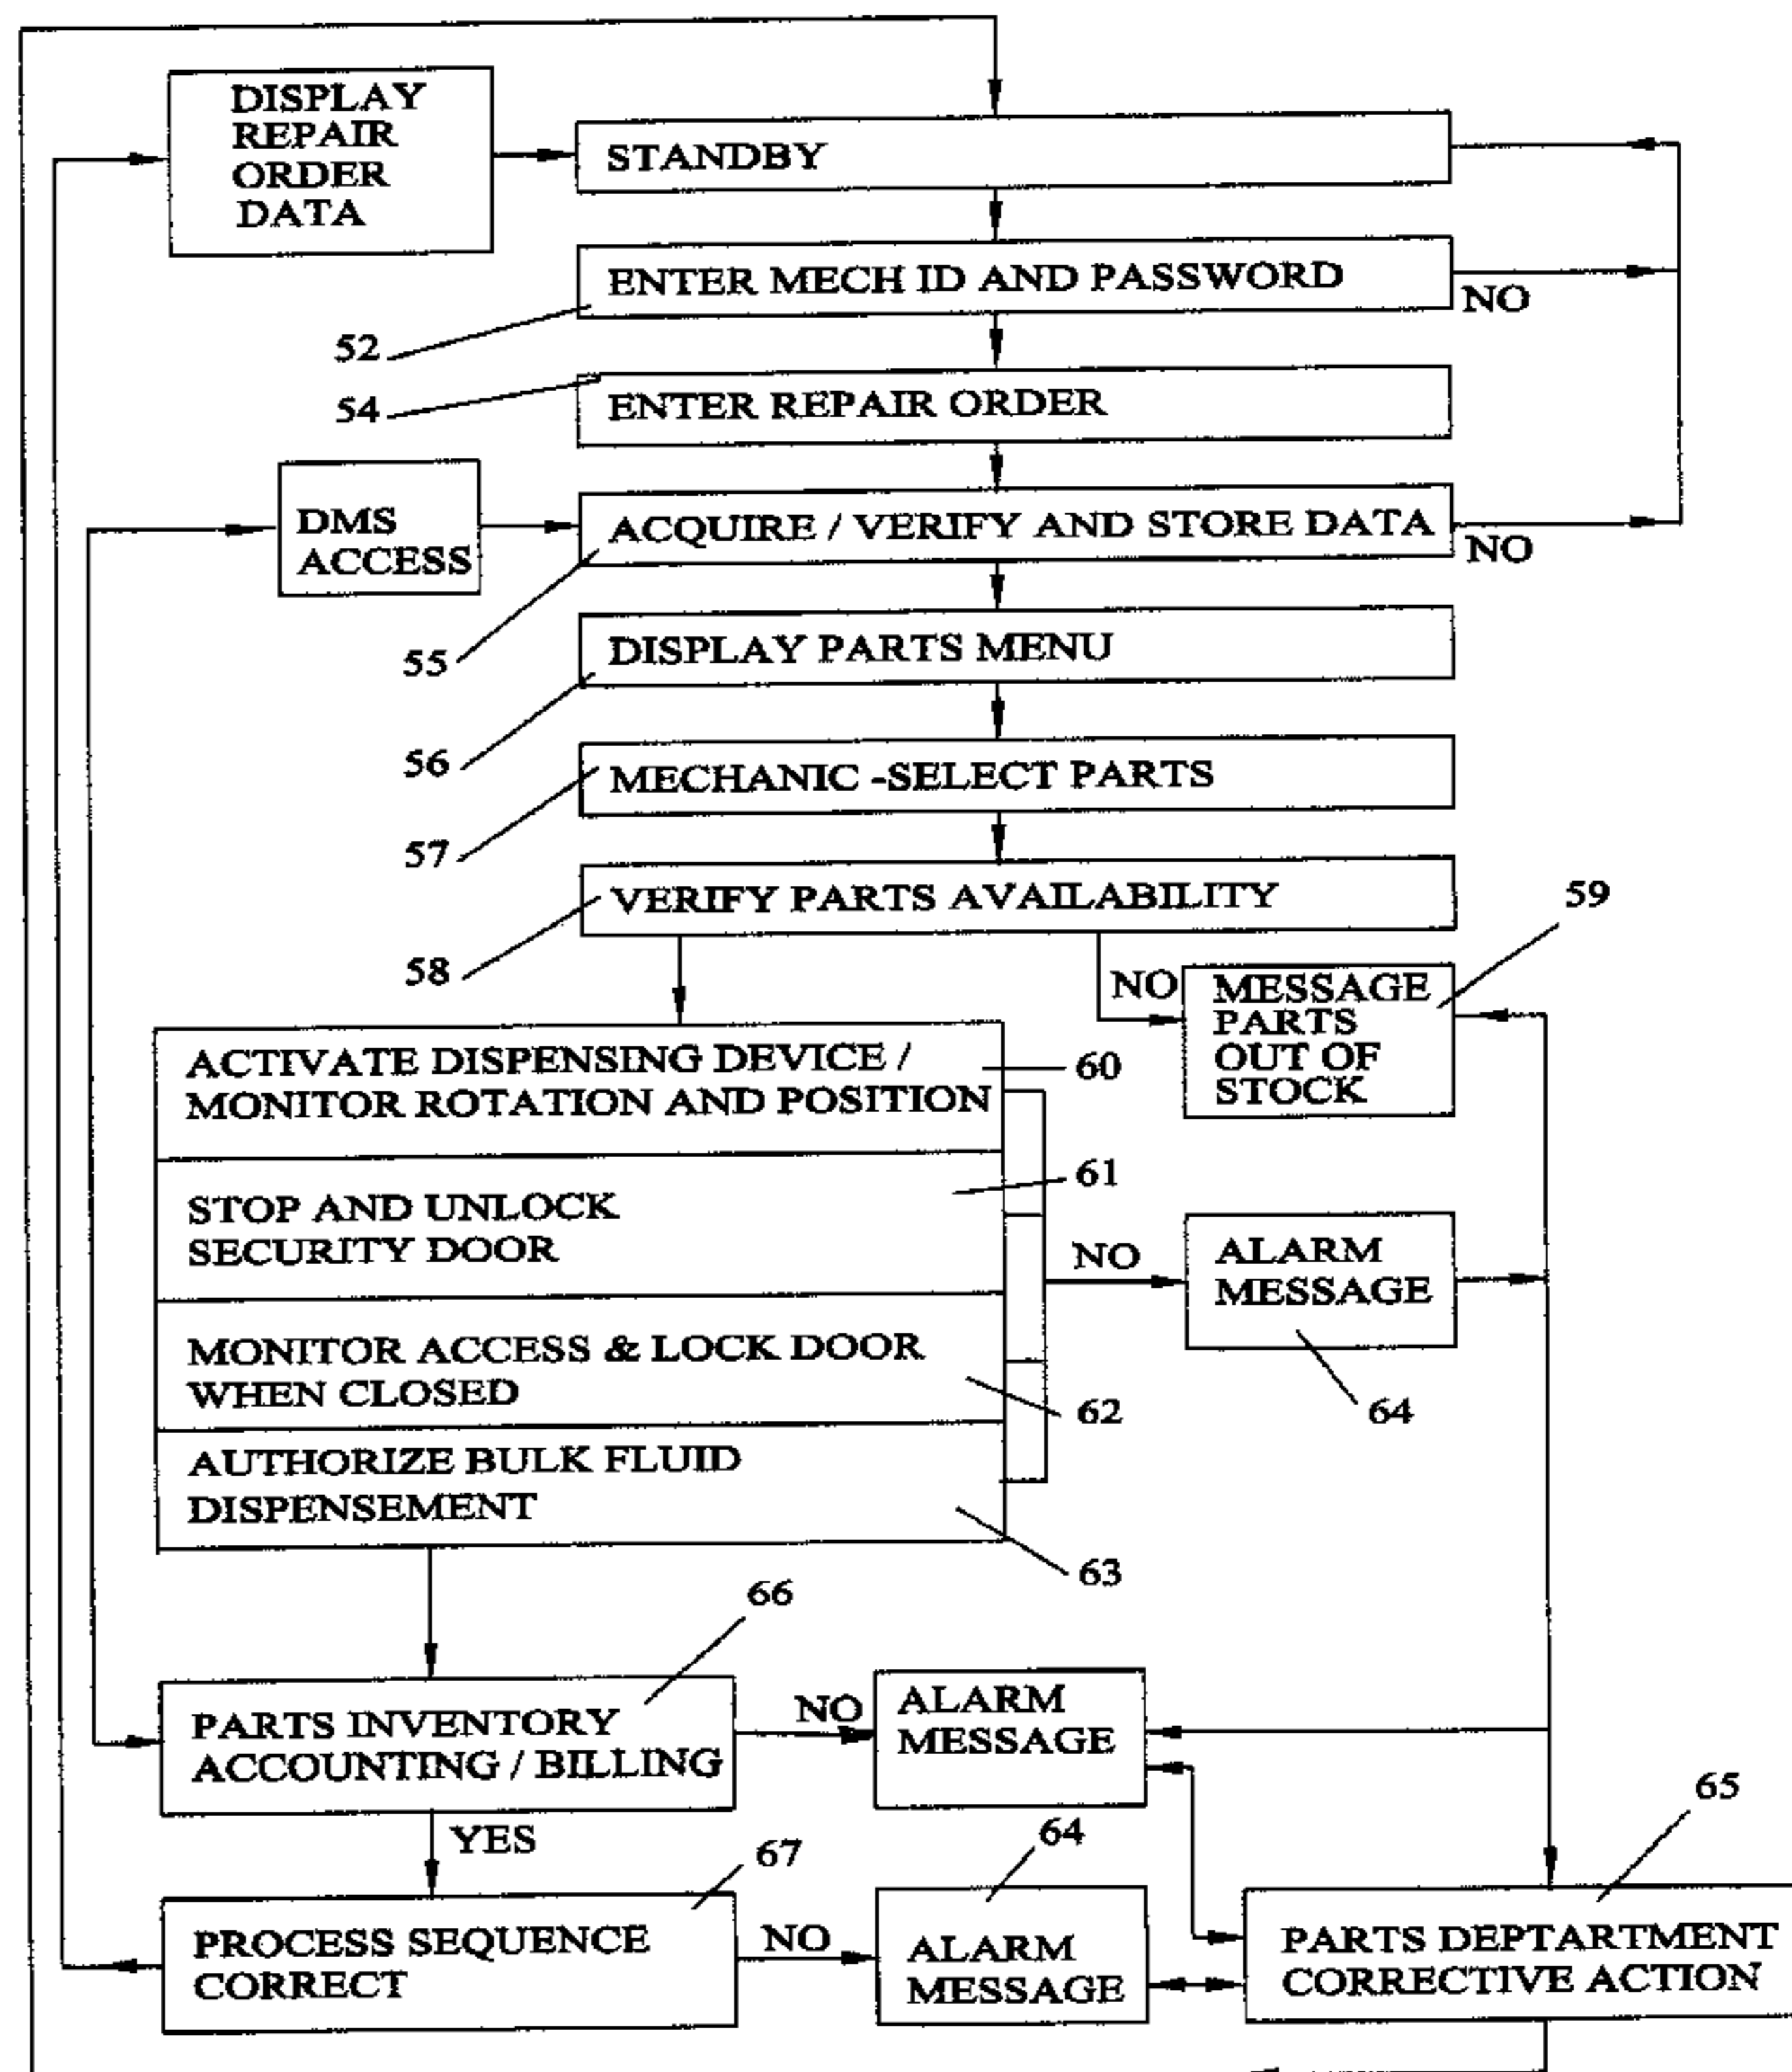 DISPLAY
REPAIR
ORDER
DATA
STANDBY
ENTER MECH ID AND PASSWORD
NO
52
ENTER REPAIR ORDER
54
DMS
ACCESS
ACQUIRE / VERIFY AND STORE DATA
NO
55
DISPLAY PARTS MENU
56
MECHANIC -SELECT PARTS
57
VERIFY PARTS AVAILABILITY
58
59
NO
MESSAGE
PARTS
OUT OF
STOCK
ACTIVATE DISPENSING DEVICE /
MONITOR ROTATION AND POSITION
60
STOP AND UNLOCK
SECURITY DOOR
61
NO
ALARM
MESSAGE
64
MONITOR ACCESS & LOCK DOOR
WHEN CLOSED
62
AUTHORIZE BULK FLUID
DISPENSEMENT
63
66
PARTS INVENTORY
ACCOUNTING / BILLING
NO
ALARM
MESSAGE
YES
67
PROCESS SEQUENCE
CORRECT
NO
64
ALARM
MESSAGE
65
PARTS DEPTARTMENT
CORRECTIVE ACTION